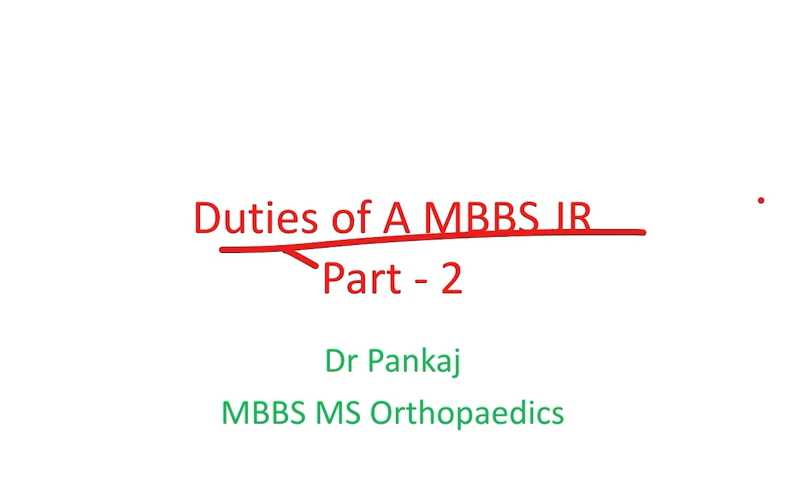 Duties of A MBBS JR
Part - 2
Dr Pankaj
MBBS MS Orthopaedics